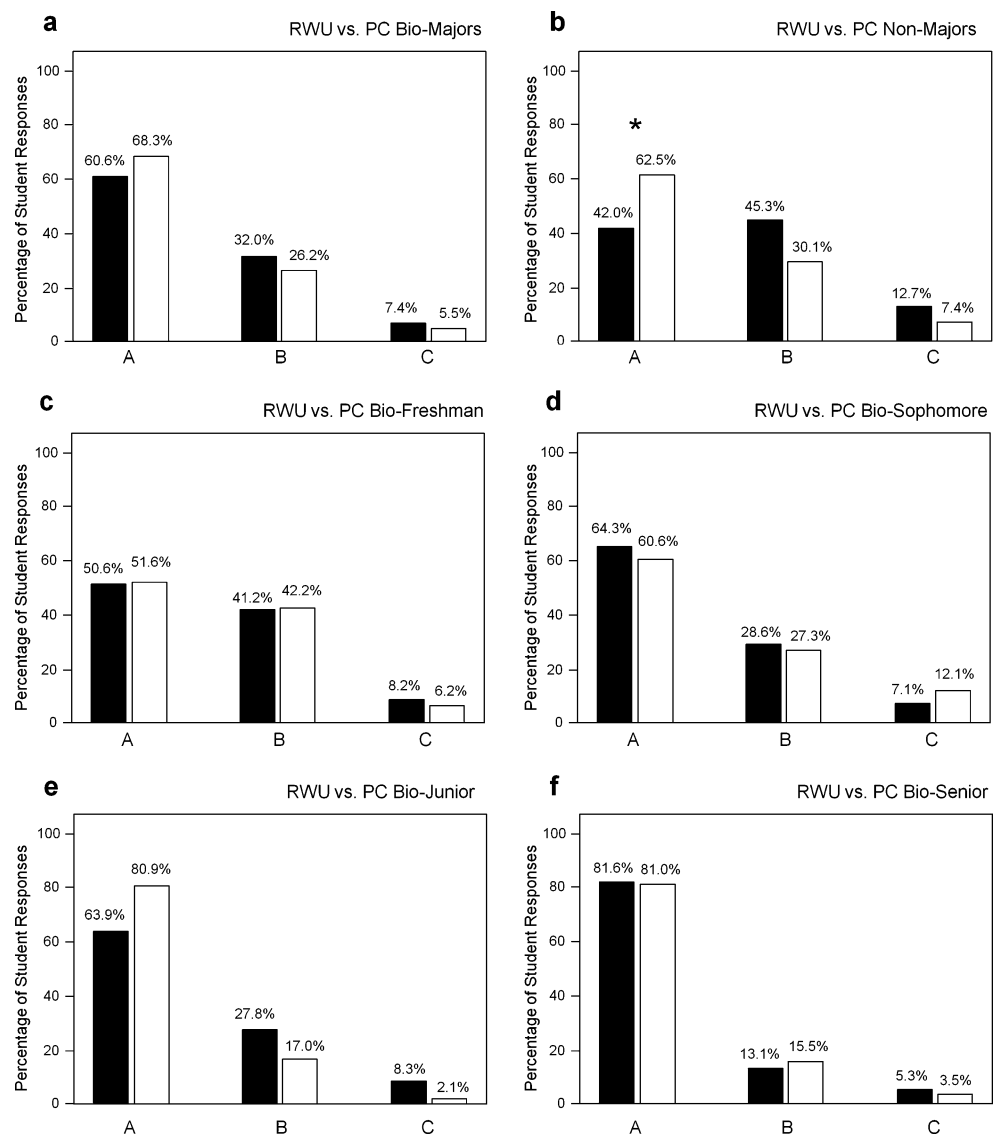 a
RWU vs. PC Bio-Majors
Percentage of Student Responses
100
80
60
40
20
0
60.6%
68.3%
32.0%
26.2%
7.4%
5.5%
A
B
C
b
RWU vs. PC Non-Majors
Percentage of Student Responses
100
80
60
40
20
0
*
42.0%
62.5%
45.3%
30.1%
12.7%
7.4%
A
B
C
c
RWU vs. PC Bio-Freshman
Percentage of Student Responses
100
80
60
40
20
0
50.6%
51.6%
41.2%
42.2%
8.2%
6.2%
A
B
C
d
RWU vs. PC Bio-Sophomore
Percentage of Student Responses
100
80
60
40
20
0
64.3%
60.6%
28.6%
27.3%
7.1%
12.1%
A
B
C
e
RWU vs. PC Bio-Junior
Percentage of Student Responses
100
80
60
40
20
0
63.9%
80.9%
27.8%
17.0%
8.3%
2.1%
A
B
C
f
RWU vs. PC Bio-Senior
Percentage of Student Responses
100
80
60
40
20
0
81.6%
81.0%
13.1%
15.5%
5.3%
3.5%
A
B
C